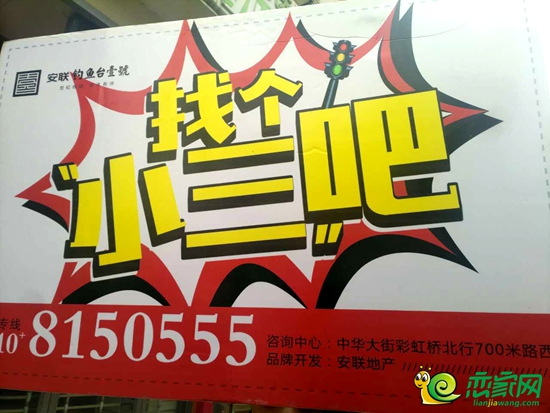 安联 钓鱼台壹號
找个
"小三"吧
专线
10+ 8150555
咨询中心：中华大街彩虹桥北行700米路西
品牌开发：安联地产
恋家网
lianjiawang.com